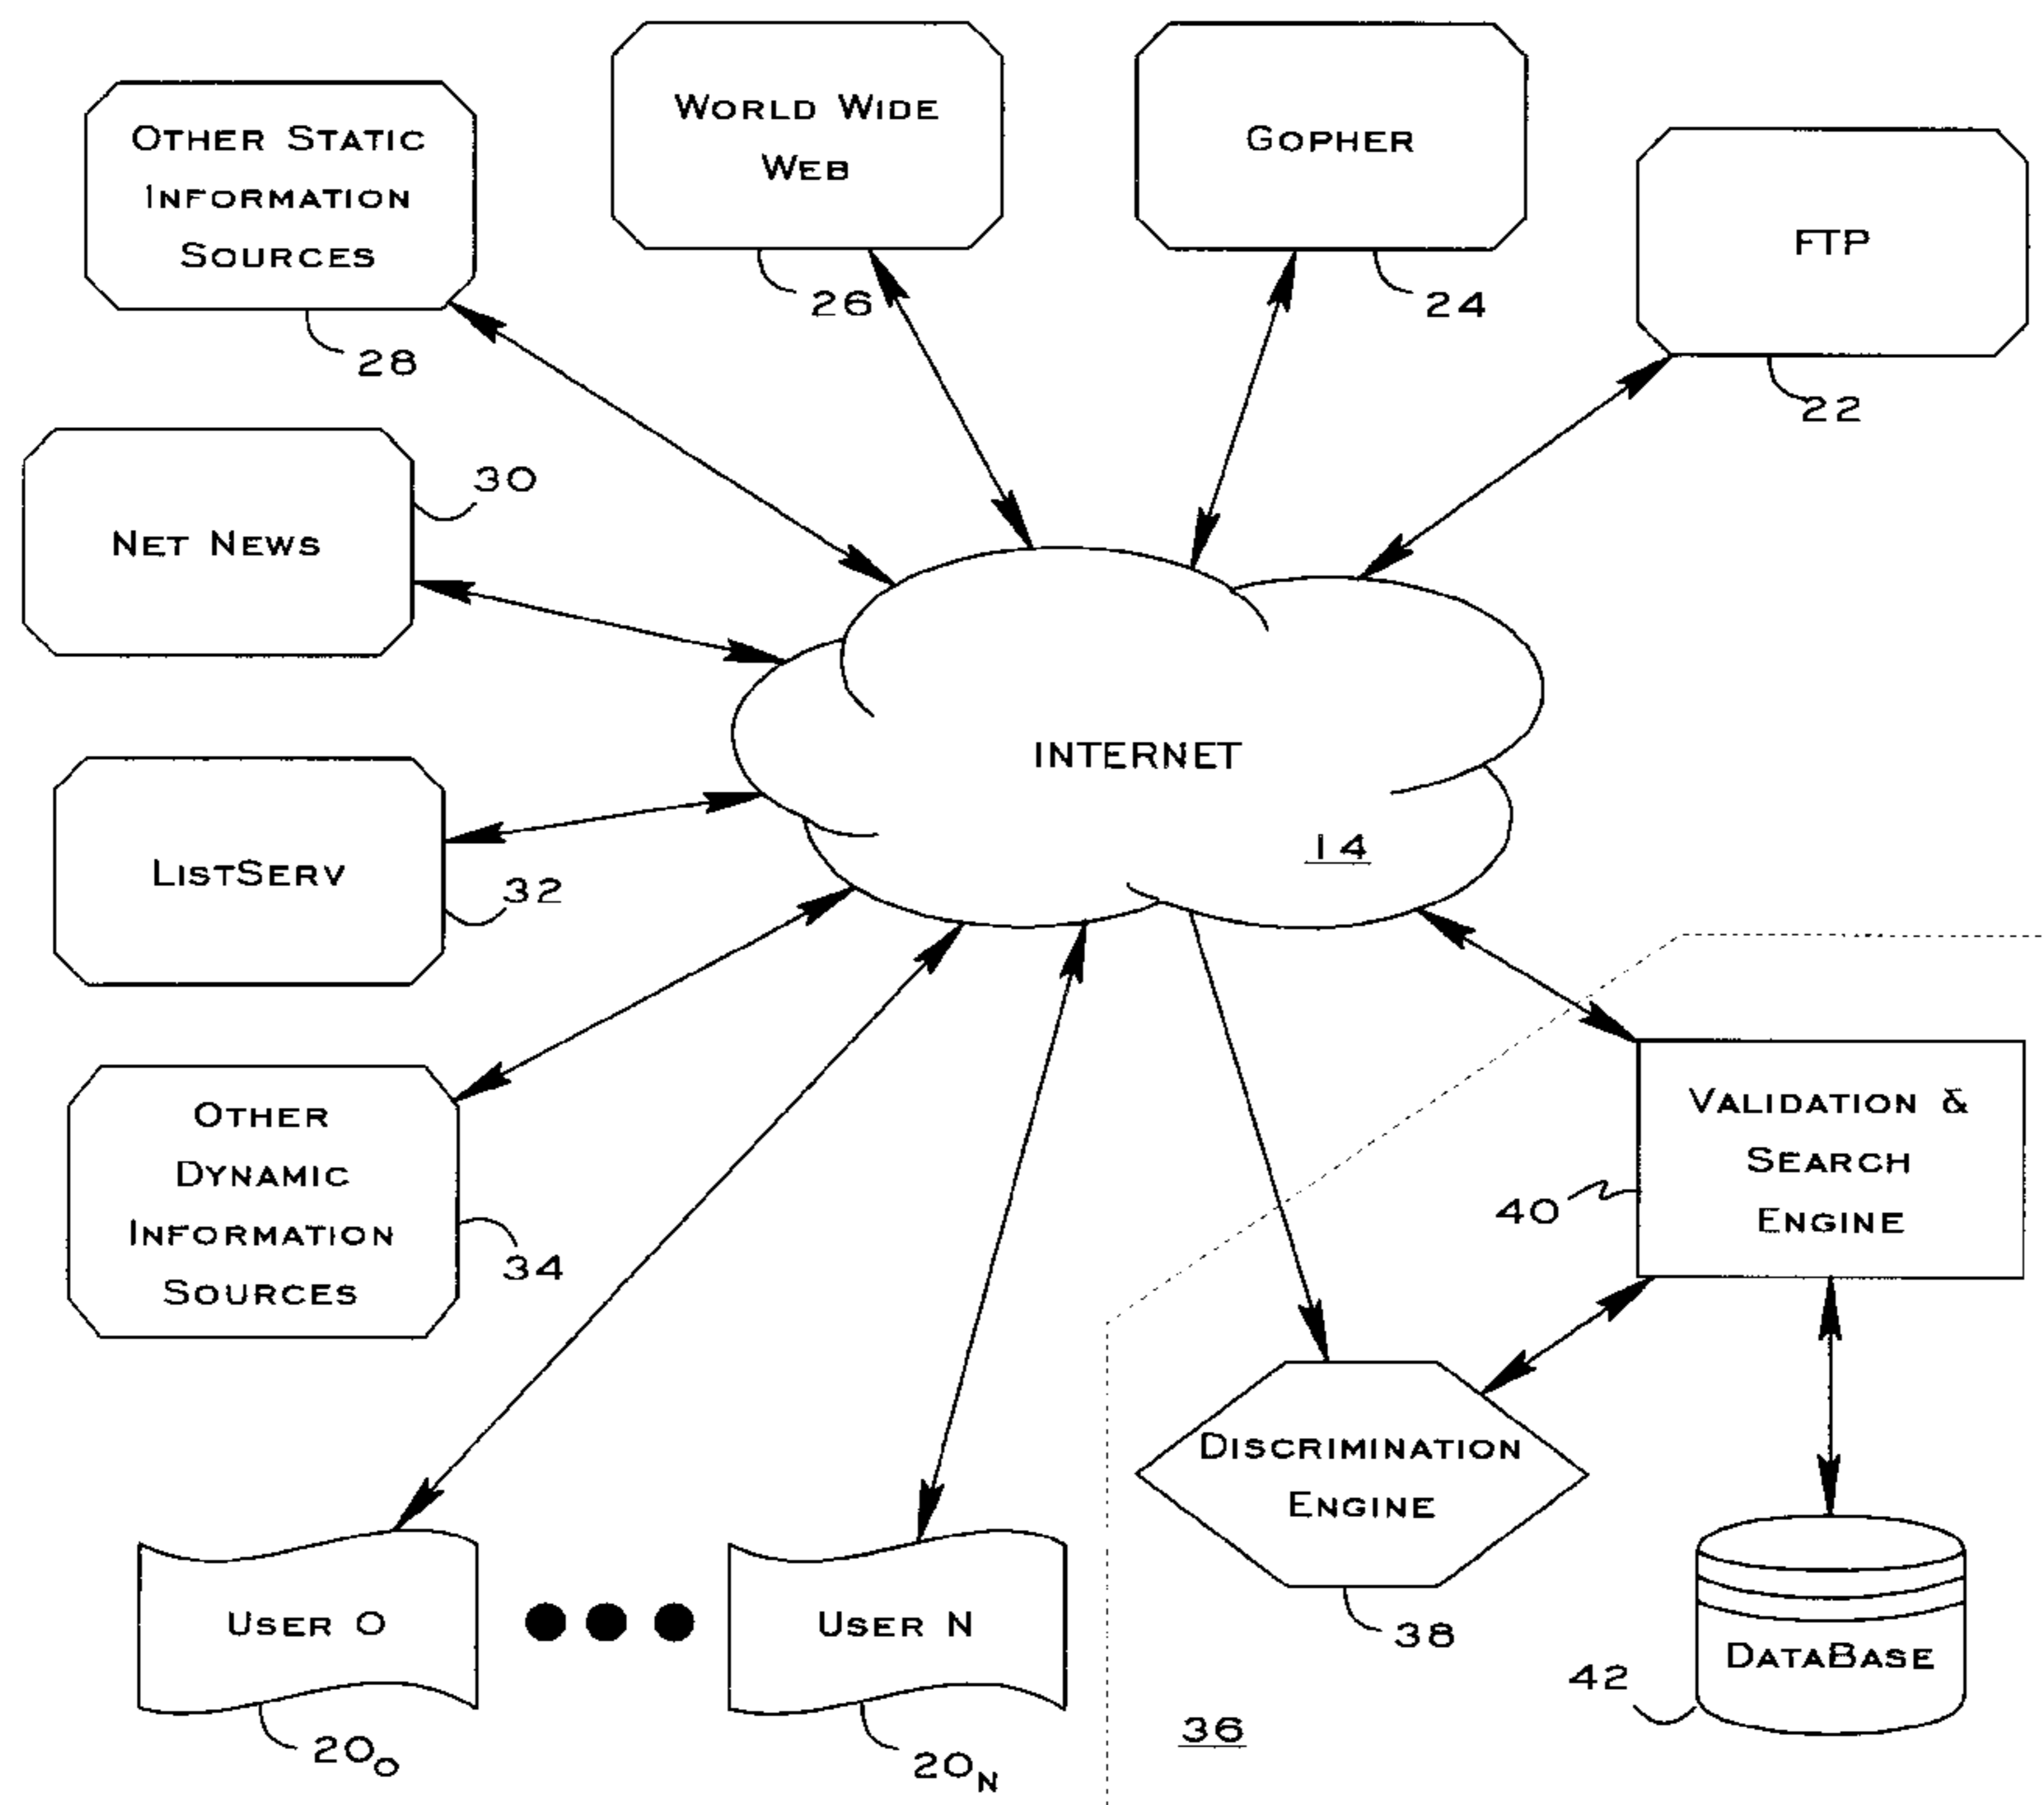 World Wide
Web
26
Gopher
24
Other Static
Information
Sources
28
FTP
22
Net News
30
INTERNET
14
ListServ
32
Other
Dynamic
Information
Sources
34
Validation &
Search
Engine
40
Discrimination
Engine
38
User 0
20₀
User N
20N
DataBase
42
36